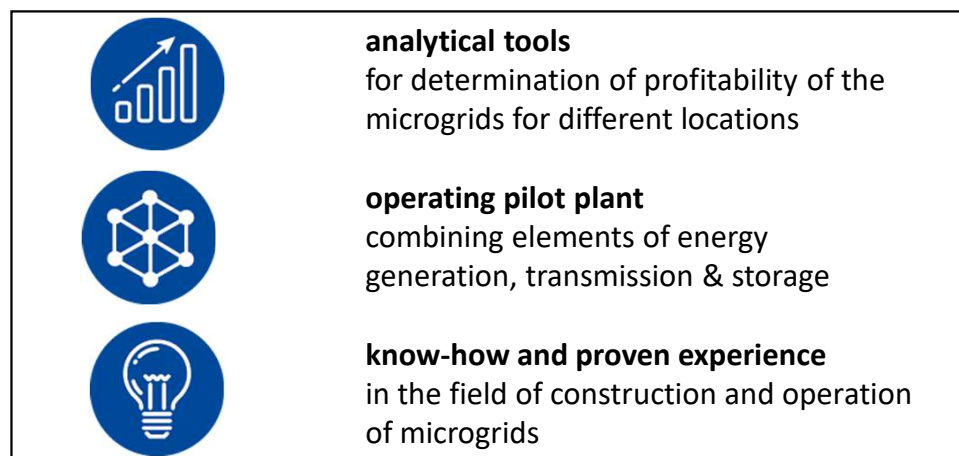 analytical tools
for determination of profitability of the
microgrids for different locations
operating pilot plant
combining elements of energy
generation, transmission & storage
know-how and proven experience
in the field of construction and operation
of microgrids